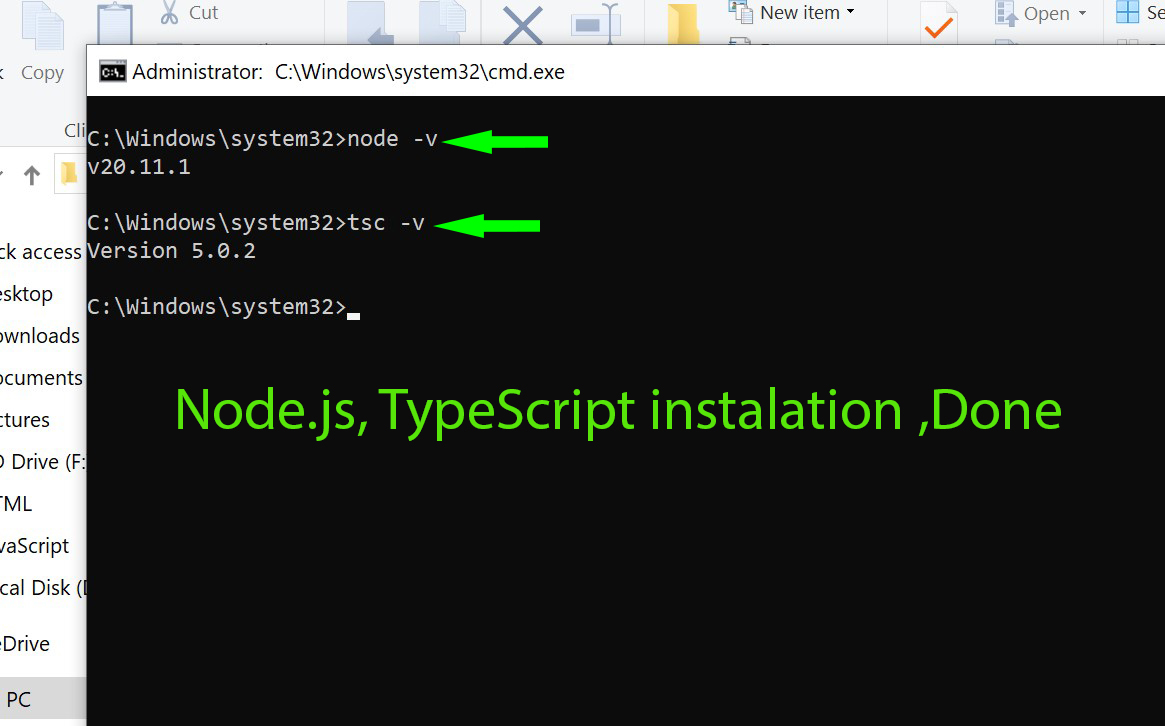 Cut
New item
Open
Copy
Administrator: C:\Windows\system32\cmd.exe
C:\Windows\system32>node -v
v20.11.1
C:\Windows\system32>tsc -v
Version 5.0.2
C:\Windows\system32>
Node.js, TypeScript instalation ,Done
Se
Cli
ck access
esktop
ownloads
ocuments
ctures
D Drive (F:
TML
vaScript
cal Disk (D
eDrive
PC